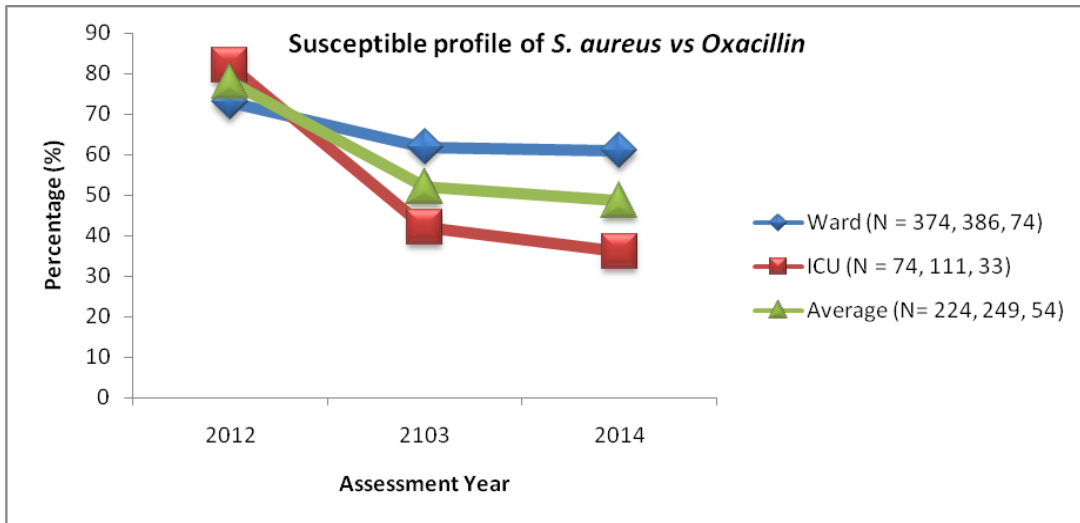 Susceptible profile of S. aureus vs Oxacillin
Percentage (%)
90
80
70
60
50
40
30
20
10
0
2012 2103 2014
Assessment Year
Ward (N = 374, 386, 74)
ICU (N = 74, 111, 33)
Average (N= 224, 249, 54)